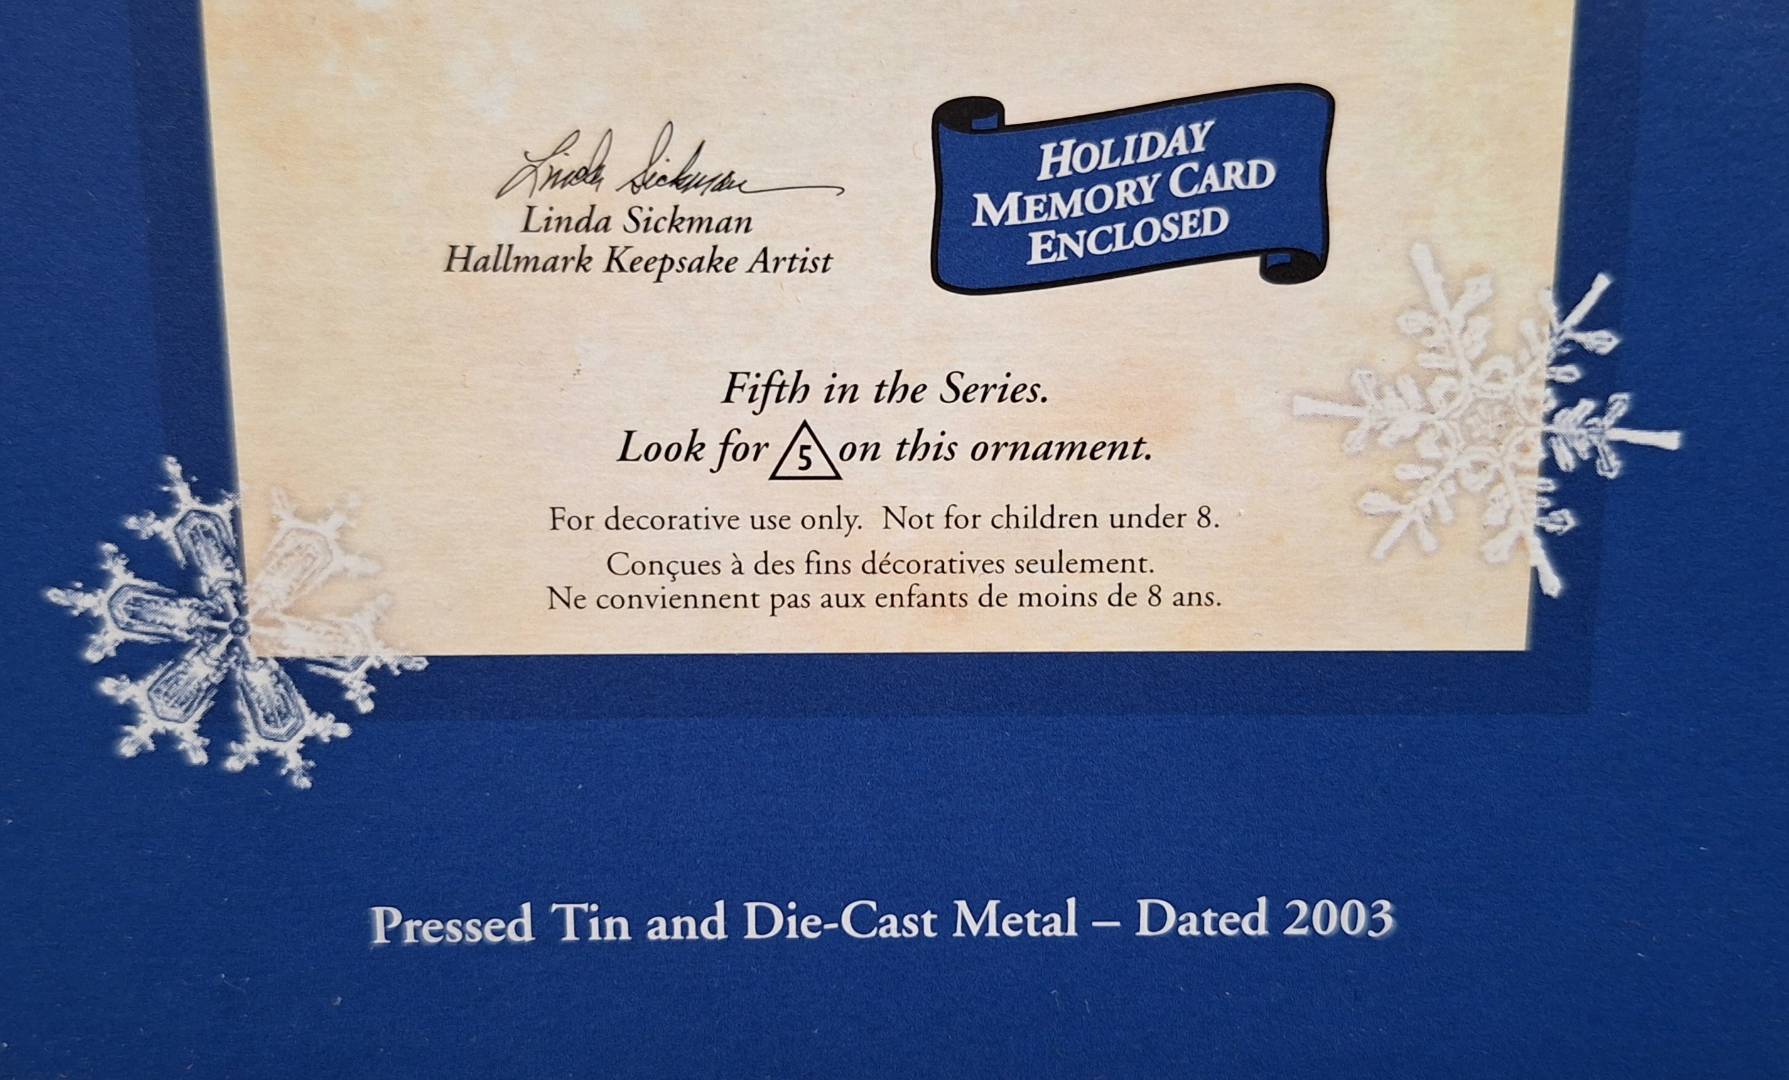 Linda Sickman
Linda Sickman
Hallmark Keepsake Artist
HOLIDAY
MEMORY CARD
ENCLOSED
Fifth in the Series.
Look for 5 on this ornament.
For decorative use only. Not for children under 8.
Conçues à des fins décoratives seulement.
Ne conviennent pas aux enfants de moins de 8 ans.
Pressed Tin and Die-Cast Metal – Dated 2003